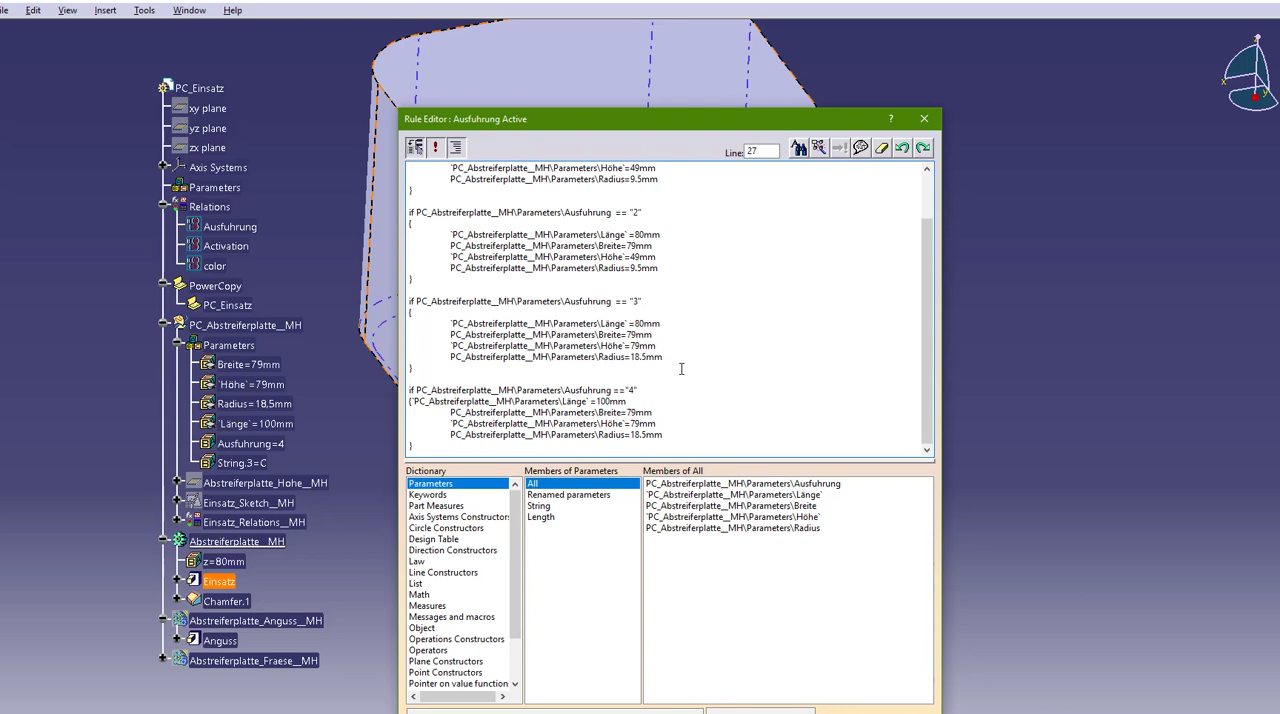 ile Edit View Insert Tools Window Help
PC_Einsatz
xy plane
yz plane
zx plane
Axis Systems
Parameters
Relations
Ausfuhrung
Activation
color
PowerCopy
PC_Einsatz
PC_Abstreiferplatte__MH
Parameters
Breite=79mm
`Höhe`=79mm
Radius=18,5mm
`Länge`=100mm
Ausfuhrung=4
String.3=C
Abstreiferplatte_Hohe__MH
Einsatz_Sketch__MH
Einsatz_Relations__MH
Abstreiferplatte__MH
z=80mm
Einsatz
Chamfer.1
Abstreiferplatte_Anguss__MH
Anguss
Abstreiferplatte_Fraese__MH
x
y
Rule Editor : Ausfuhrung Active
? ×
Line: 27
`PC_Abstreiferplatte__MH\Parameters\Höhe`=49mm
PC_Abstreiferplatte__MH\Parameters\Radius=9.5mm
}
if PC_Abstreiferplatte__MH\Parameters\Ausfuhrung == "2"
{
`PC_Abstreiferplatte__MH\Parameters\Länge` =80mm
PC_Abstreiferplatte__MH\Parameters\Breite=79mm
`PC_Abstreiferplatte__MH\Parameters\Höhe`=49mm
PC_Abstreiferplatte__MH\Parameters\Radius=9.5mm
}
if PC_Abstreiferplatte__MH\Parameters\Ausfuhrung == "3"
{
`PC_Abstreiferplatte__MH\Parameters\Länge` =80mm
PC_Abstreiferplatte__MH\Parameters\Breite=79mm
`PC_Abstreiferplatte__MH\Parameters\Höhe`=79mm
PC_Abstreiferplatte__MH\Parameters\Radius=18.5mm
}
if PC_Abstreiferplatte__MH\Parameters\Ausfuhrung =="4"
{`PC_Abstreiferplatte__MH\Parameters\Länge` =100mm
PC_Abstreiferplatte__MH\Parameters\Breite=79mm
`PC_Abstreiferplatte__MH\Parameters\Höhe`=79mm
PC_Abstreiferplatte__MH\Parameters\Radius=18.5mm
}
Dictionary
Parameters
Keywords
Part Measures
Axis Systems Constructors
Circle Constructors
Design Table
Direction Constructors
Law
Line Constructors
List
Math
Measures
Messages and macros
Object
Operations Constructors
Operators
Plane Constructors
Point Constructors
Pointer on value function
Members of Parameters
All
Renamed parameters
String
Length
Members of All
PC_Abstreiferplatte__MH\Parameters\Ausfuhrung
`PC_Abstreiferplatte__MH\Parameters\Länge`
PC_Abstreiferplatte__MH\Parameters\Breite
`PC_Abstreiferplatte__MH\Parameters\Höhe`
PC_Abstreiferplatte__MH\Parameters\Radius